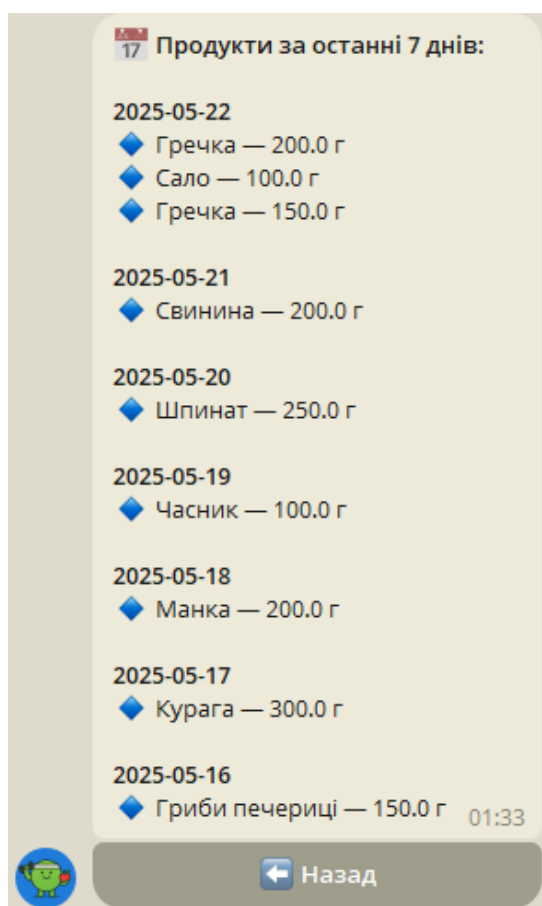 17 Продукти за останні 7 днів:
2025-05-22
Гречка — 200.0 г
Сало — 100.0 г
Гречка — 150.0 г
2025-05-21
Свинина — 200.0 г
2025-05-20
Шпинат — 250.0 г
2025-05-19
Часник — 100.0 г
2025-05-18
Манка — 200.0 г
2025-05-17
Курага — 300.0 г
2025-05-16
Гриби печериці — 150.0 г
01:33
Назад